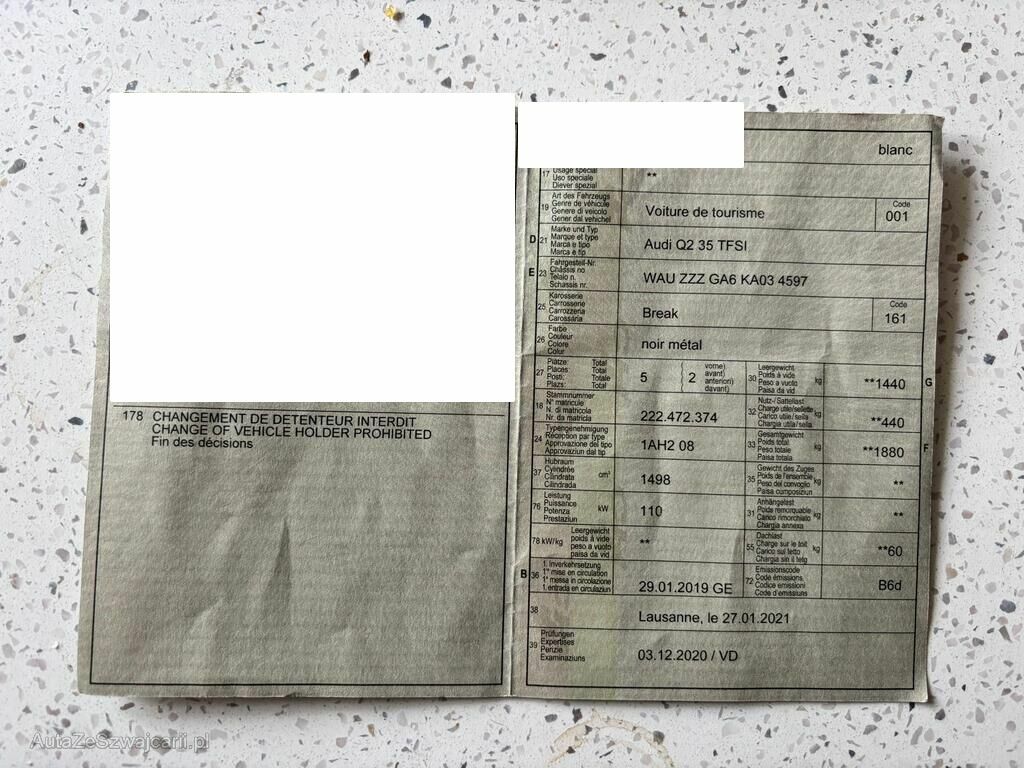 178 CHANGEMENT DE DETENTEUR INTERDIT
CHANGE OF VEHICLE HOLDER PROHIBITED
Fin des décisions
blanc
17 Usage spécial
Uso speciale
Diever spezial
**
19 Art des Fahrzeugs
Genre de véhicule
Genere di veicolo
Gener dal vehichel
Voiture de tourisme
Code
001
D 21 Marke und Typ
Marque et type
Marca e tipo
Marca e tip
Audi Q2 35 TFSI
E 23 Fahrgestell-Nr.
Châssis no
Telaio n.
Schassis nr.
WAU ZZZ GA6 KA03 4597
25 Karosserie
Carrosserie
Carrozzeria
Carossaria
Break
Code
161
26 Farbe
Couleur
Colore
Colur
noir métal
27 Plätze: Total
Places: Total
Posti: Totale
Plazs: Total
5 2
vorne)
avant)
anteriori)
davant)
30 Leergewicht
Poids à vide
Peso a vuoto
Paisa da vid
kg
**1440 G
18 Stammnummer
N° matricule
N. di matricola
Nr. da matricla
222.472.374
32 Nutz-/Sattellast
Charge utile/sellette
Carico utile/sella
Chargia utila/sella
kg
**440
24 Typengenehmigung
Réception par type
Approvazione del tipo
Approvaziun dal tip
1AH2 08
33 Gesamtgewicht
Poids total
Peso totale
Paisa totala
kg
**1880 F
37 Hubraum
Cylindrée
Cilindrata
Cilindrada
cm³
1498
35 Gewicht des Zuges
Poids de l'ensemble
Peso del convoglio
Paisa cumposiziun
kg
**
76 Leistung
Puissance
Potenza
Prestaziun
kW
110
31 Anhängelast
Poids remorquable
Carico rimorchiato
Chargia annexa
kg
**
78 kW/kg Leergewicht
poids à vide
peso a vuoto
paisa da vid
**
55 Dachlast
Charge sur le toit
Carico sul tetto
Chargia sin il tetg
kg
**60
B 36 1. Inverkehrsetzung
1re mise en circulation
1a messa in circolazione
1. entrada en circulaziun
29.01.2019 GE
72 Emissionscode
Code émissions
Codice emissioni
Code d'emissiuns
B6d
38
Lausanne, le 27.01.2021
39 Prüfungen
Expertises
Perizie
Examinaziuns
03.12.2020 / VD
AutaZeSzwajcarii.pl